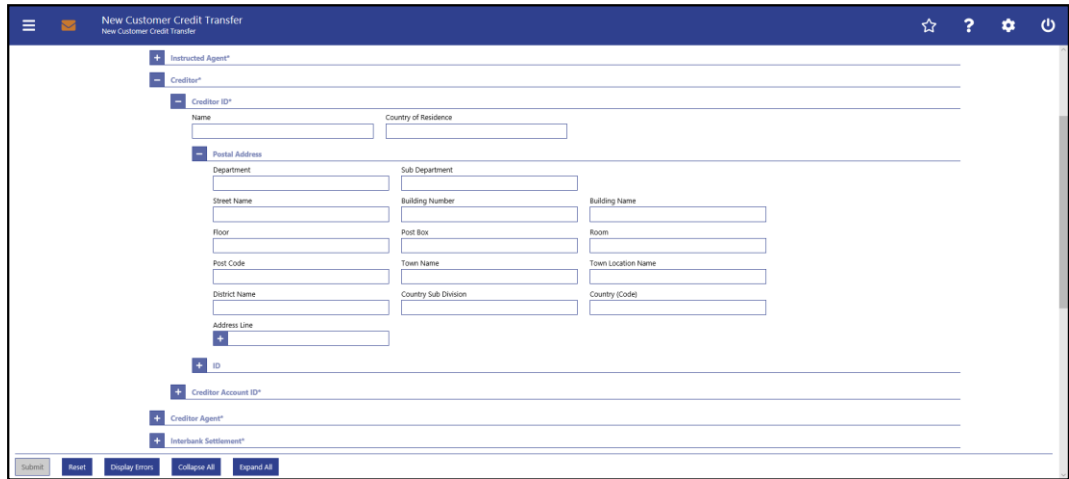 New Customer Credit Transfer
New Customer Credit Transfer
Instructed Agent*
Creditor*
Creditor ID*
Name Country of Residence
Postal Address
Department Sub Department
Street Name Building Number Building Name
Floor Post Box Room
Post Code Town Name Town Location Name
District Name Country Sub Division Country (Code)
Address Line
ID
Creditor Account ID*
Creditor Agent*
Interbank Settlement*
Submit Reset Display Errors Collapse All Expand All